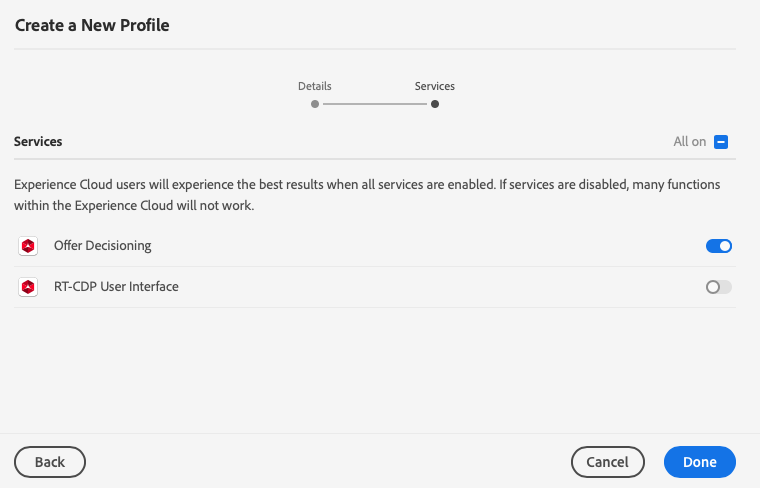 Create a New Profile
Details
Services
Services
All on
Experience Cloud users will experience the best results when all services are enabled. If services are disabled, many functions
within the Experience Cloud will not work.
Offer Decisioning
RT-CDP User Interface
Back
Cancel
Done